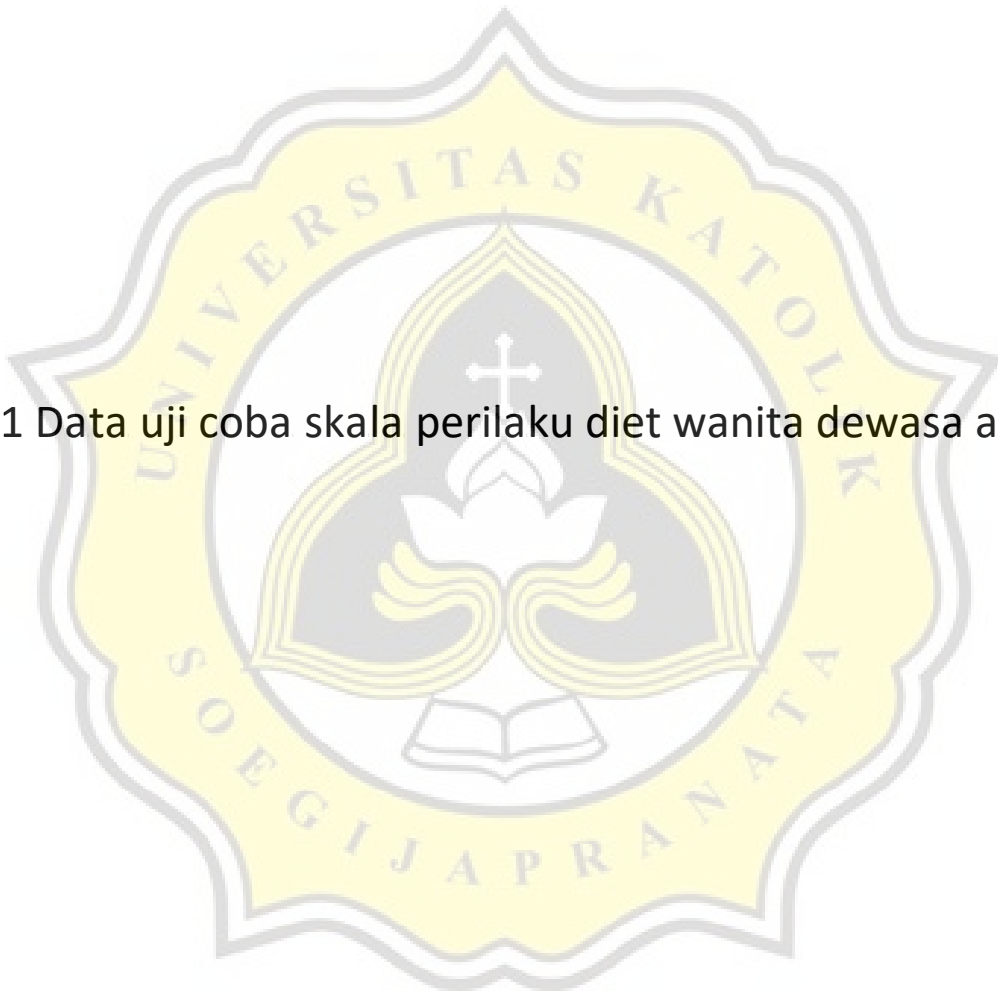 UNIVERSITAS KATOLIK
1 Data uji coba skala perilaku diet wanita dewasa a
SOEGIJAPRANATA